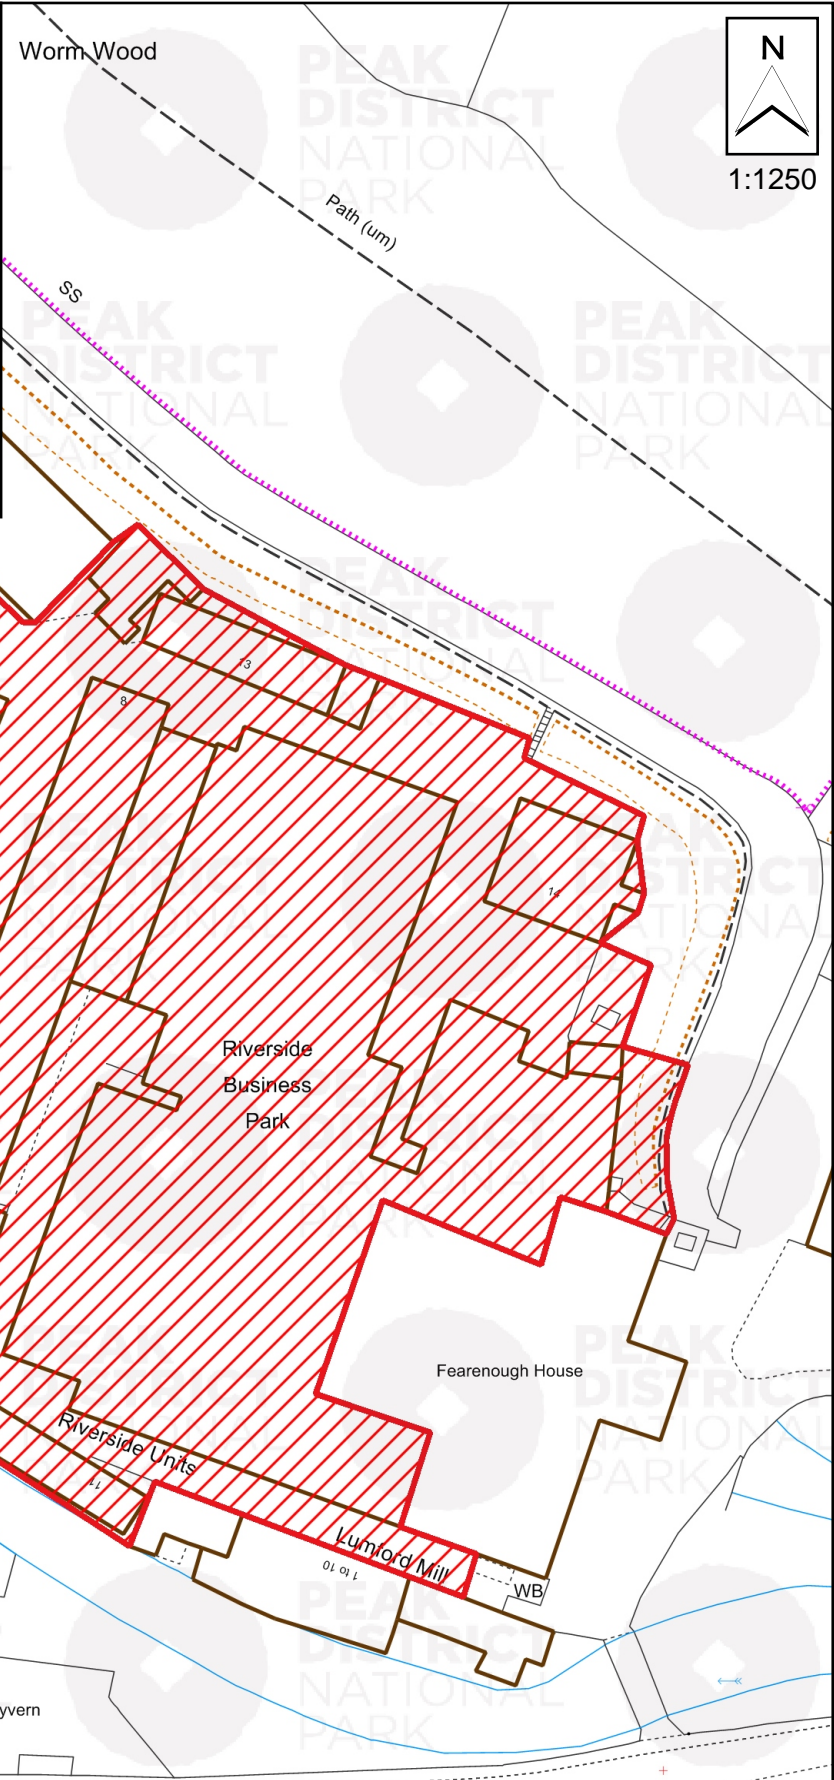 Worm Wood
N
1:1250
Path (um)
SS
13
8
14
Riverside
Business
Park
Fearenough House
Riverside Units
11
Lumford Mill
1 to 10
WB
yvern
PEAK
DISTRICT
NATIONAL
PARK